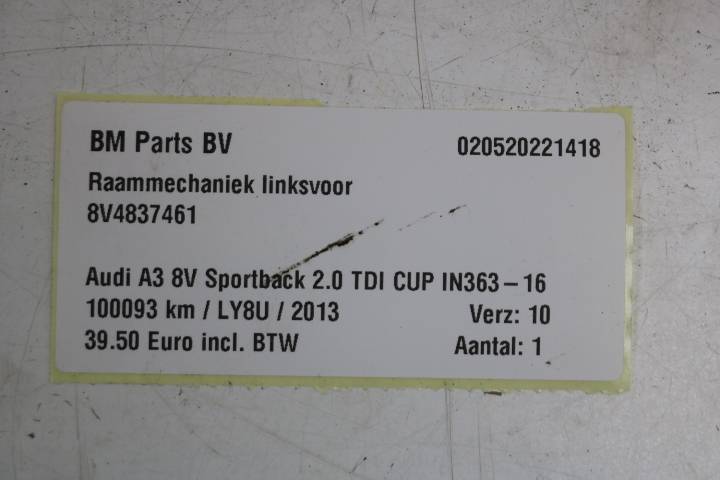 BM Parts BV 020520221418
Raammechaniek linksvoor
8V4837461
Audi A3 8V Sportback 2.0 TDI CUP IN363-16
100093 km / LY8U / 2013 Verz: 10
39.50 Euro incl. BTW Aantal: 1